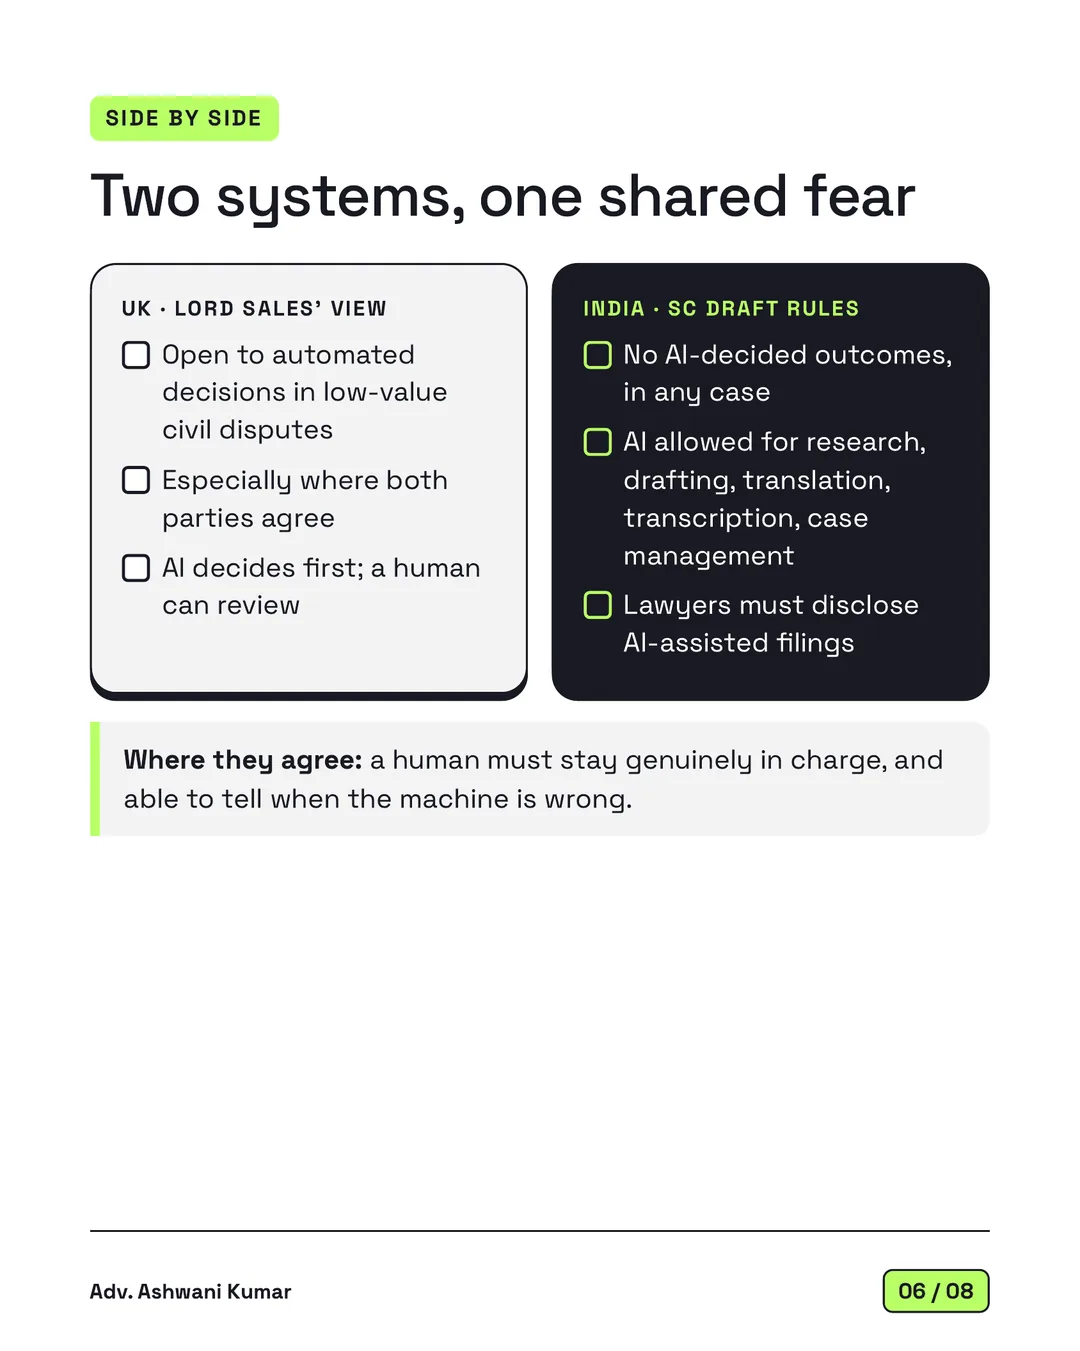 SIDE BY SIDE
Two systems, one shared fear
UK · LORD SALES’ VIEW
Open to automated
decisions in low-value
civil disputes
Especially where both
parties agree
AI decides first; a human
can review
INDIA · SC DRAFT RULES
No AI-decided outcomes,
in any case
AI allowed for research,
drafting, translation,
transcription, case
management
Lawyers must disclose
AI-assisted filings
Where they agree: a human must stay genuinely in charge, and
able to tell when the machine is wrong.
Adv. Ashwani Kumar
06 / 08